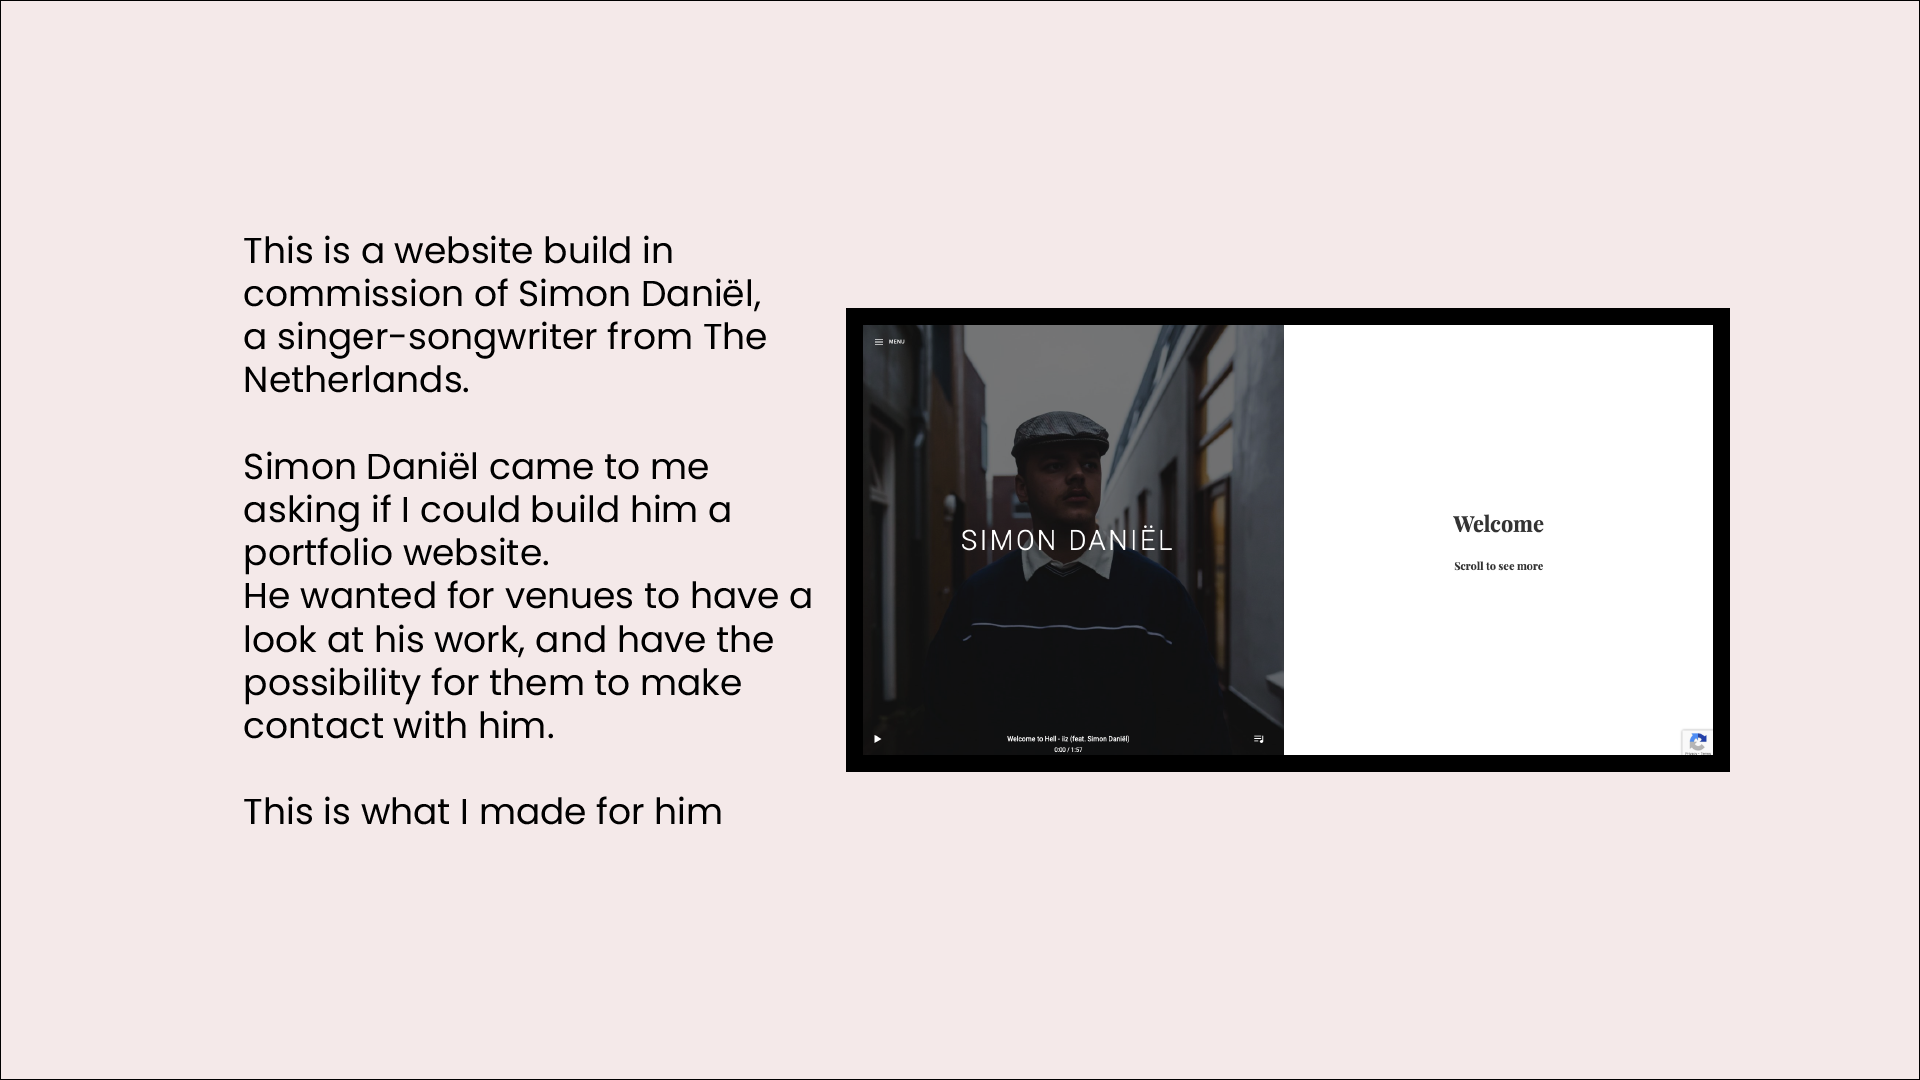 This is a website build in
commission of Simon Daniël,
a singer-songwriter from The
Netherlands.
Simon Daniël came to me
asking if I could build him a
portfolio website.
He wanted for venues to have a
look at his work, and have the
possibility for them to make
contact with him.
This is what I made for him
MENU
SIMON DANIËL
Welcome to Hell - iiz (feat. Simon Daniël)
0:00 / 1:57
Welcome
Scroll to see more